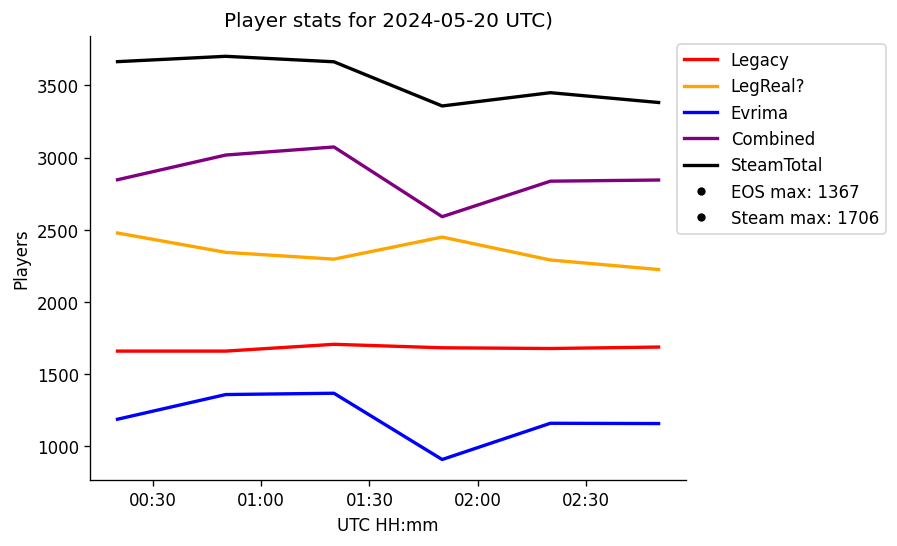 Player stats for 2024-05-20 UTC)
Legacy
LegReal?
Evrima
Combined
SteamTotal
EOS max: 1367
Steam max: 1706
Players
3500
3000
2500
2000
1500
1000
00:30 01:00 01:30 02:00 02:30
UTC HH:mm